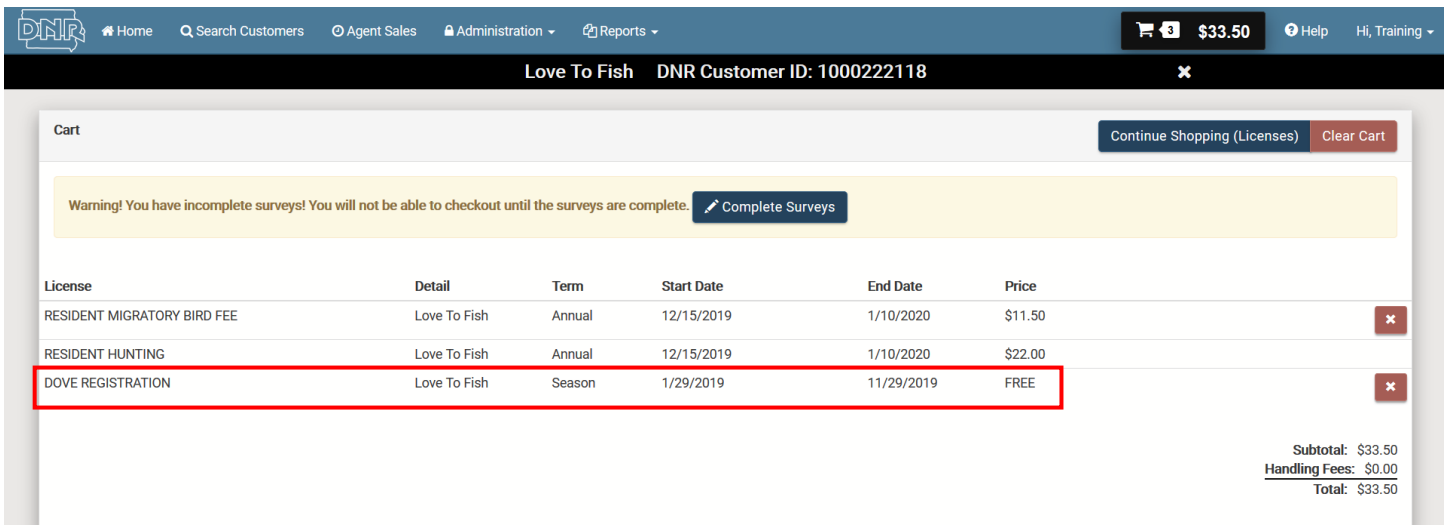 DNR Home Search Customers Agent Sales Administration Reports 3 $33.50 Help Hi, Training
Love To Fish DNR Customer ID: 1000222118
Cart Continue Shopping (Licenses) Clear Cart
Warning! You have incomplete surveys! You will not be able to checkout until the surveys are complete. Complete Surveys
License Detail Term Start Date End Date Price
RESIDENT MIGRATORY BIRD FEE Love To Fish Annual 12/15/2019 1/10/2020 $11.50
RESIDENT HUNTING Love To Fish Annual 12/15/2019 1/10/2020 $22.00
DOVE REGISTRATION Love To Fish Season 1/29/2019 11/29/2019 FREE
Subtotal: $33.50
Handling Fees: $0.00
Total: $33.50